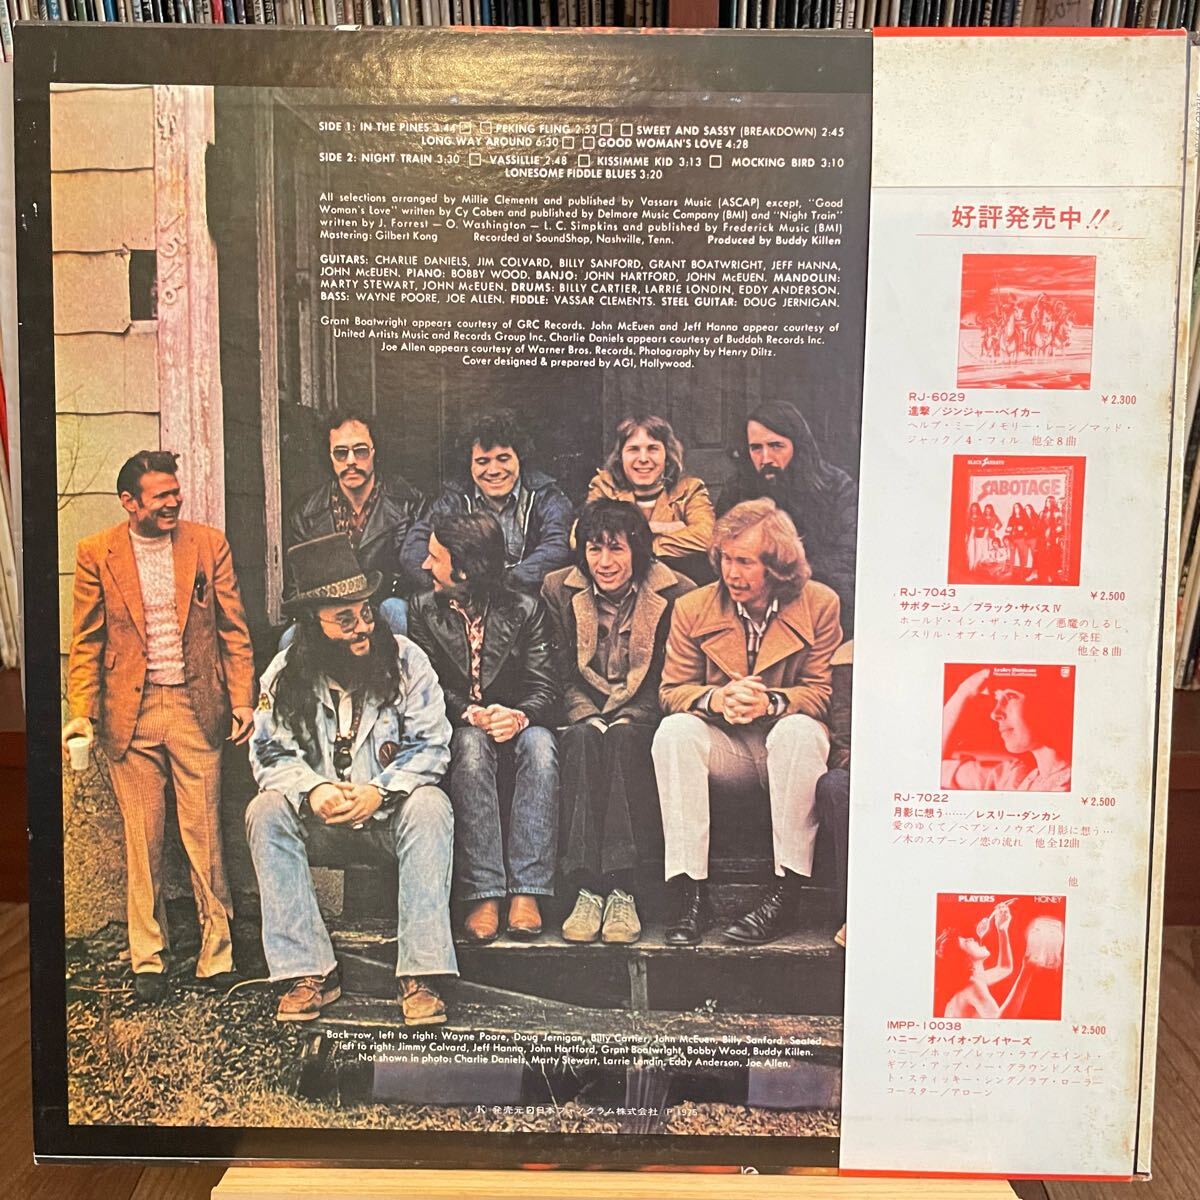 SIDE 1: IN THE PINES 3:44 □ □ PEKING FLING 2:53 □ □ SWEET AND SASSY (BREAKDOWN) 2:45
LONG WAY AROUND 6:30 □ □ GOOD WOMAN'S LOVE 4:28
SIDE 2: NIGHT TRAIN 3:30 □ VASSILLIE 2:48 □ KISSIMME KID 3:13 □ MOCKING BIRD 3:10
LONESOME FIDDLE BLUES 3:20
All selections arranged by Millie Clements and published by Vassars Music (ASCAP) except, "Good
Woman's Love" written by Cy Coben and published by Delmore Music Company (BMI) and "Night Train"
written by J. Forrest – O. Washington – L. C. Simpkins and published by Frederick Music (BMI)
Mastering: Gilbert Kong Recorded at SoundShop, Nashville, Tenn. Produced by Buddy Killen
GUITARS: CHARLIE DANIELS, JIM COLVARD, BILLY SANFORD, GRANT BOATWRIGHT, JEFF HANNA,
JOHN McEUEN. PIANO: BOBBY WOOD. BANJO: JOHN HARTFORD, JOHN McEUEN. MANDOLIN:
MARTY STEWART, JOHN McEUEN. DRUMS: BILLY CARTIER, LARRIE LONDIN, EDDY ANDERSON.
BASS: WAYNE POORE, JOE ALLEN. FIDDLE: VASSAR CLEMENTS. STEEL GUITAR: DOUG JERNIGAN.
Grant Boatwright appears courtesy of GRC Records. John McEuen and Jeff Hanna appear courtesy of
United Artists Music and Records Group Inc. Charlie Daniels appears courtesy of Buddah Records Inc.
Joe Allen appears courtesy of Warner Bros. Records. Photography by Henry Diltz.
Cover designed & prepared by AGI, Hollywood.
Back row, left to right: Wayne Poore, Doug Jernigan, Billy Cartier, John McEuen, Billy Sanford. Seated,
left to right: Jimmy Colvard, Jeff Hanna, John Hartford, Grant Boatwright, Bobby Wood, Buddy Killen.
Not shown in photo: Charlie Daniels, Marty Stewart, Larrie Londin, Eddy Anderson, Joe Allen.
K 発売元 日本フォノグラム株式会社 P 1975
好評発売中!!
RJ-6029 ¥2.300
進撃/ジンジャー・ベイカー
ヘルプ・ミー/メモリー・レーン/マッド・
ジャック/4・フィル 他全8曲
BLACK SABBATH
SABOTAGE
RJ-7043 ¥2.500
サボタージュ/ブラック・サバスⅣ
ホールド・イン・ザ・スカイ/悪魔のしるし
/スリル・オブ・イット・オール/発狂
他全8曲
RJ-7022 ¥2.500
月影に想う……/レスリー・ダンカン
愛のゆくて/ヘブン・ノウズ/月影に想う…
/木のスプーン/恋の流れ 他全12曲
他
PLAYERS HONEY
IMPP-10038 ¥2.500
ハニー/オハイオ・プレイヤーズ
ハニー/ホップ/レッツ・ラブ/エイント・
ギブン・アップ・ノー・グラウンド/スイー
ト・スティッキー・シング/ラブ・ローラー
コースター/アローン